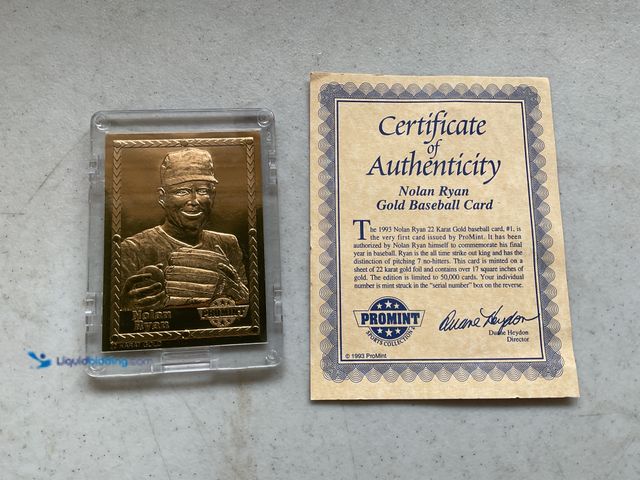 Nolan
Ryan
PROMINT
KARAT GOLD
Liquidbidding.com
Certificate
of
Authenticity
Nolan Ryan
Gold Baseball Card
The 1993 Nolan Ryan 22 Karat Gold baseball card, #1, is
the very first card issued by ProMint. It has been
authorized by Nolan Ryan himself to commemorate his final
year in baseball. Ryan is the all time strike out king and has the
distinction of pitching 7 no-hitters. This card is minted on a
sheet of 22 karat gold foil and contains over 17 square inches of
gold. The edition is limited to 50,000 cards. Your individual
number is mint struck in the "serial number" box on the reverse.
PROMINT
SPORTS COLLECTION
Duane Heydon
Duane Heydon
Director
© 1993 ProMint